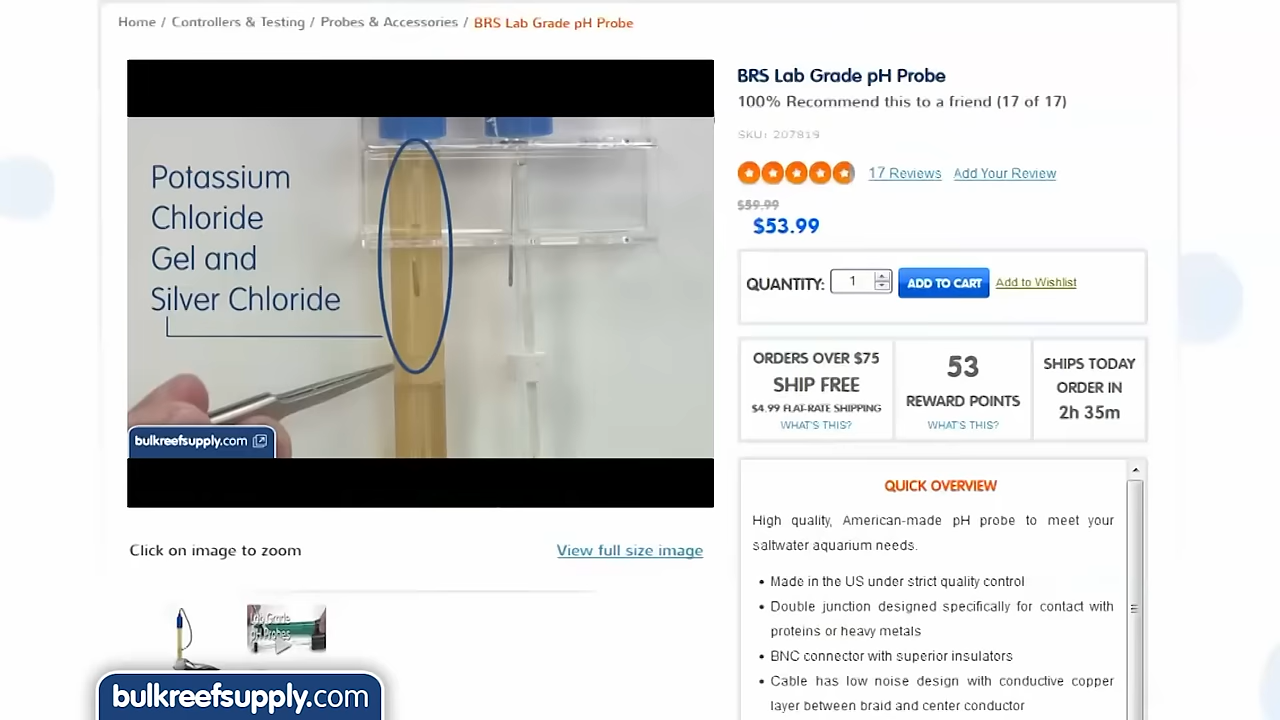 Home / Controllers & Testing / Probes & Accessories / BRS Lab Grade pH Probe
Potassium
Chloride
Gel and
Silver Chloride
bulkreefsupply.com
Click on image to zoom
View full size image
Lab Grade
pH Probes
bulkreefsupply.com
BRS Lab Grade pH Probe
100% Recommend this to a friend (17 of 17)
SKU: 207819
17 Reviews Add Your Review
$59.99
$53.99
QUANTITY: 1 ADD TO CART Add to Wishlist
ORDERS OVER $75
SHIP FREE
$4.99 FLAT-RATE SHIPPING
WHAT'S THIS?
53
REWARD POINTS
WHAT'S THIS?
SHIPS TODAY
ORDER IN
2h 35m
QUICK OVERVIEW
High quality, American-made pH probe to meet your
saltwater aquarium needs.
• Made in the US under strict quality control
• Double junction designed specifically for contact with
proteins or heavy metals
• BNC connector with superior insulators
• Cable has low noise design with conductive copper
layer between braid and center conductor